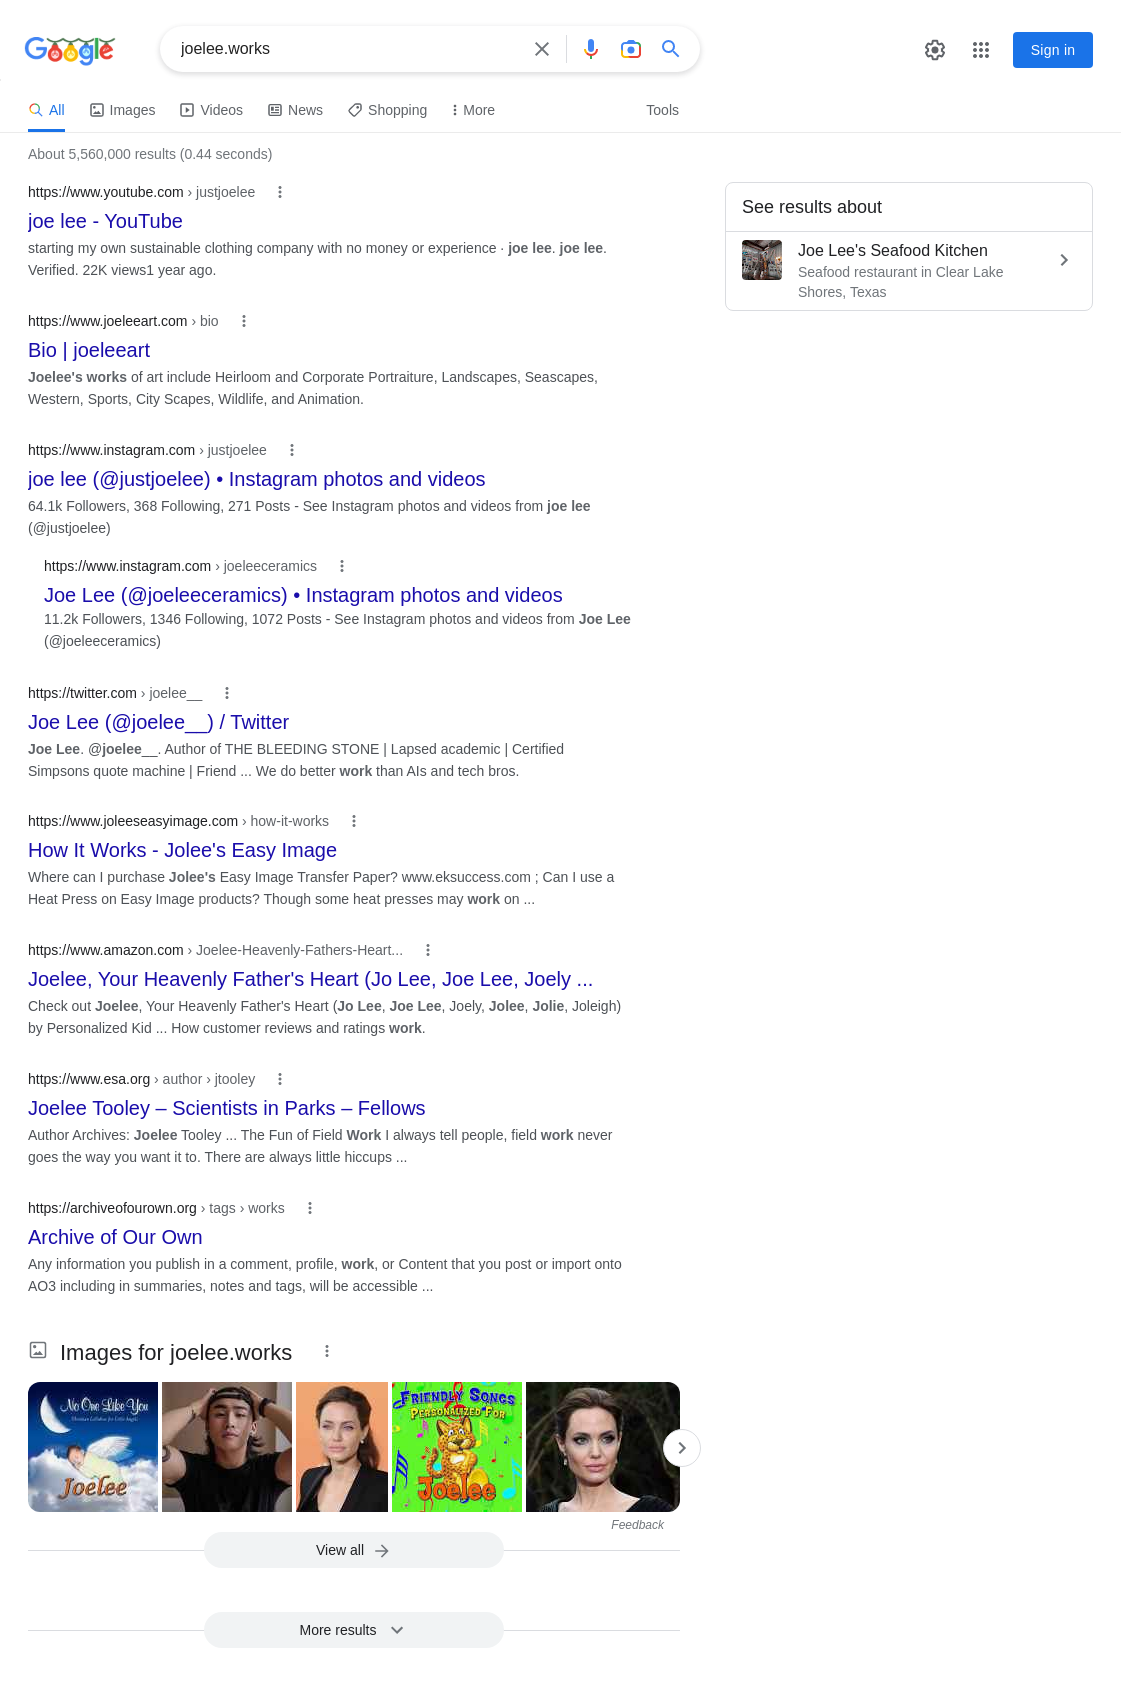 Google
joelee.works
Sign in
All
Images
Videos
News
Shopping
More
Tools
About 5,560,000 results (0.44 seconds)
https://www.youtube.com › justjoelee
joe lee - YouTube
starting my own sustainable clothing company with no money or experience · joe lee. joe lee.
Verified. 22K views1 year ago.
https://www.joeleeart.com › bio
Bio | joeleeart
Joelee's works of art include Heirloom and Corporate Portraiture, Landscapes, Seascapes,
Western, Sports, City Scapes, Wildlife, and Animation.
https://www.instagram.com › justjoelee
joe lee (@justjoelee) • Instagram photos and videos
64.1k Followers, 368 Following, 271 Posts - See Instagram photos and videos from joe lee
(@justjoelee)
https://www.instagram.com › joeleeceramics
Joe Lee (@joeleeceramics) • Instagram photos and videos
11.2k Followers, 1346 Following, 1072 Posts - See Instagram photos and videos from Joe Lee
(@joeleeceramics)
https://twitter.com › joelee__
Joe Lee (@joelee__) / Twitter
Joe Lee. @joelee__. Author of THE BLEEDING STONE | Lapsed academic | Certified
Simpsons quote machine | Friend ... We do better work than AIs and tech bros.
https://www.joleeseasyimage.com › how-it-works
How It Works - Jolee's Easy Image
Where can I purchase Jolee's Easy Image Transfer Paper? www.eksuccess.com ; Can I use a
Heat Press on Easy Image products? Though some heat presses may work on ...
https://www.amazon.com › Joelee-Heavenly-Fathers-Heart...
Joelee, Your Heavenly Father's Heart (Jo Lee, Joe Lee, Joely ...
Check out Joelee, Your Heavenly Father's Heart (Jo Lee, Joe Lee, Joely, Jolee, Jolie, Joleigh)
by Personalized Kid ... How customer reviews and ratings work.
https://www.esa.org › author › jtooley
Joelee Tooley – Scientists in Parks – Fellows
Author Archives: Joelee Tooley ... The Fun of Field Work I always tell people, field work never
goes the way you want it to. There are always little hiccups ...
https://archiveofourown.org › tags › works
Archive of Our Own
Any information you publish in a comment, profile, work, or Content that you post or import onto
AO3 including in summaries, notes and tags, will be accessible ...
Images for joelee.works
No One Like You
Christian Lullabies for Little Angels
Joelee
FRIENDLY SONGS
PERSONALIZED FOR
Joelee
Feedback
View all
More results
See results about
Joe Lee's Seafood Kitchen
Seafood restaurant in Clear Lake
Shores, Texas